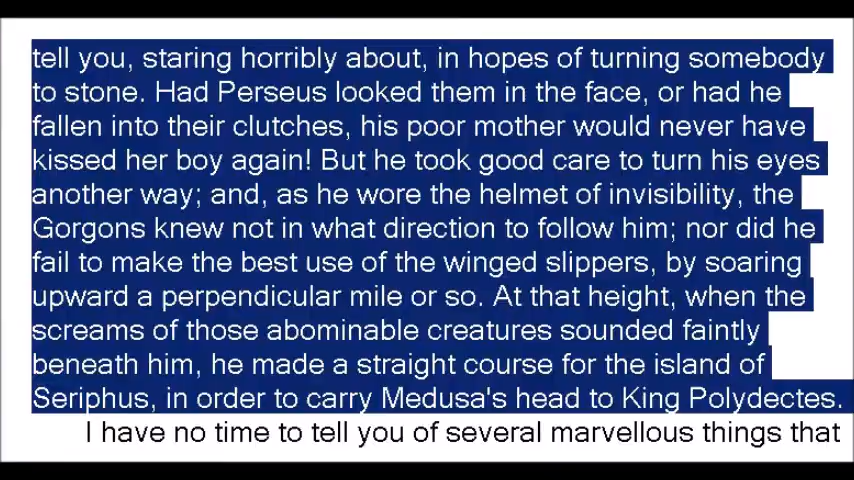 tell you, staring horribly about, in hopes of turning somebody
to stone. Had Perseus looked them in the face, or had he
fallen into their clutches, his poor mother would never have
kissed her boy again! But he took good care to turn his eyes
another way; and, as he wore the helmet of invisibility, the
Gorgons knew not in what direction to follow him; nor did he
fail to make the best use of the winged slippers, by soaring
upward a perpendicular mile or so. At that height, when the
screams of those abominable creatures sounded faintly
beneath him, he made a straight course for the island of
Seriphus, in order to carry Medusa's head to King Polydectes.
I have no time to tell you of several marvellous things that